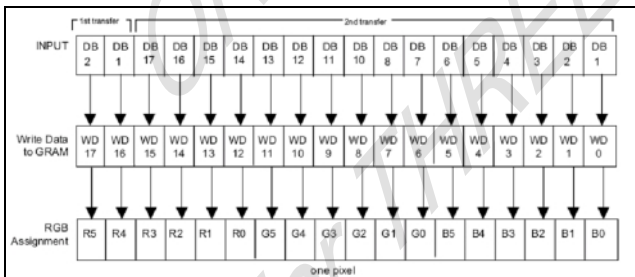 1st transfer 2nd transfer
INPUT DB 2 DB 1 DB 17 DB 16 DB 15 DB 14 DB 13 DB 12 DB 11 DB 10 DB 8 DB 7 DB 6 DB 5 DB 4 DB 3 DB 2 DB 1
Write Data to GRAM WD 17 WD 16 WD 15 WD 14 WD 13 WD 12 WD 11 WD 10 WD 9 WD 8 WD 7 WD 6 WD 5 WD 4 WD 3 WD 2 WD 1 WD 0
RGB Assignment R5 R4 R3 R2 R1 R0 G5 G4 G3 G2 G1 G0 B5 B4 B3 B2 B1 B0
one pixel
for THREE